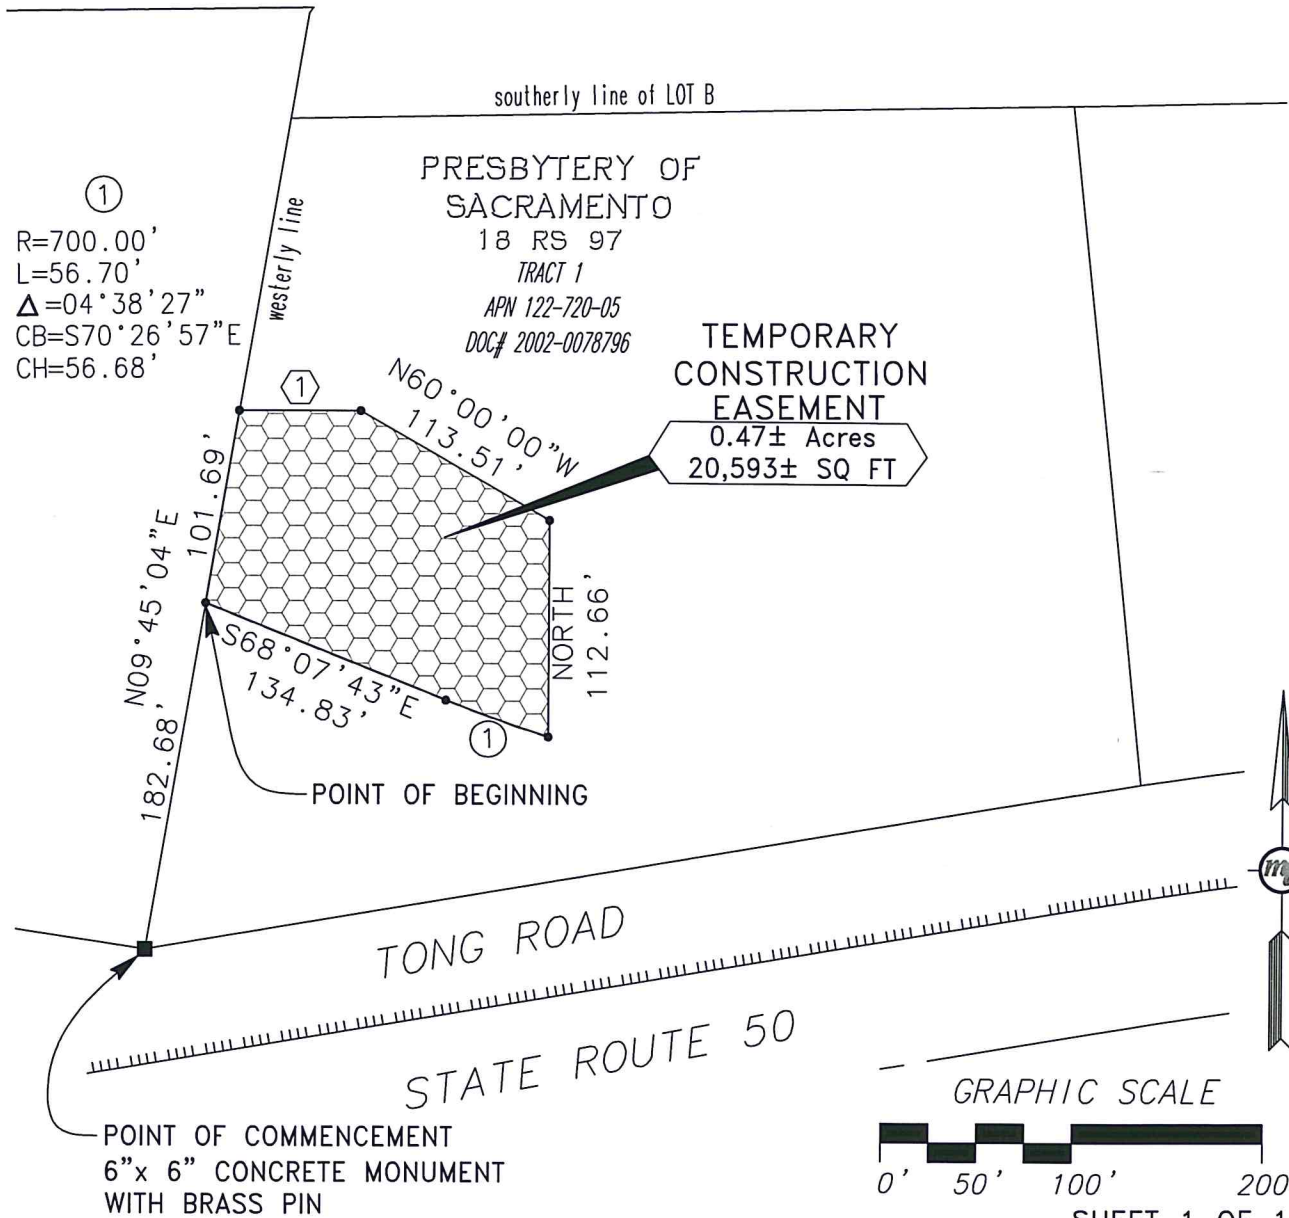 southerly line of LOT B
PRESBYTERY OF
SACRAMENTO
18 RS 97
TRACT 1
APN 122-720-05
DOC# 2002-0078796
westerly line
1
R=700.00'
L=56.70'
Δ=04°38'27"
CB=S70°26'57"E
CH=56.68'
TEMPORARY
CONSTRUCTION
EASEMENT
0.47± Acres
20,593± SQ FT
1
N60°00'00"W
113.51'
N09°45'04"E
101.69'
182.68'
S68°07'43"E
134.83'
1
NORTH
112.66'
POINT OF BEGINNING
TONG ROAD
STATE ROUTE 50
POINT OF COMMENCEMENT
6"x 6" CONCRETE MONUMENT
WITH BRASS PIN
GRAPHIC SCALE
0' 50' 100' 200
SHEET 1 OF 1